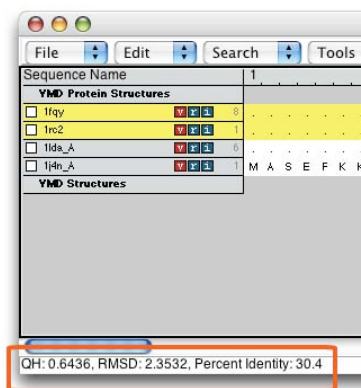 File Edit Search Tools
Sequence Name 1
YMD Protein Structures
1fqy v r i 8
1rc2 v r i 1
1lda_A v r i 6
1j4n_A v r i 1 M A S E F K K
YMD Structures
QH: 0.6436, RMSD: 2.3532, Percent Identity: 30.4